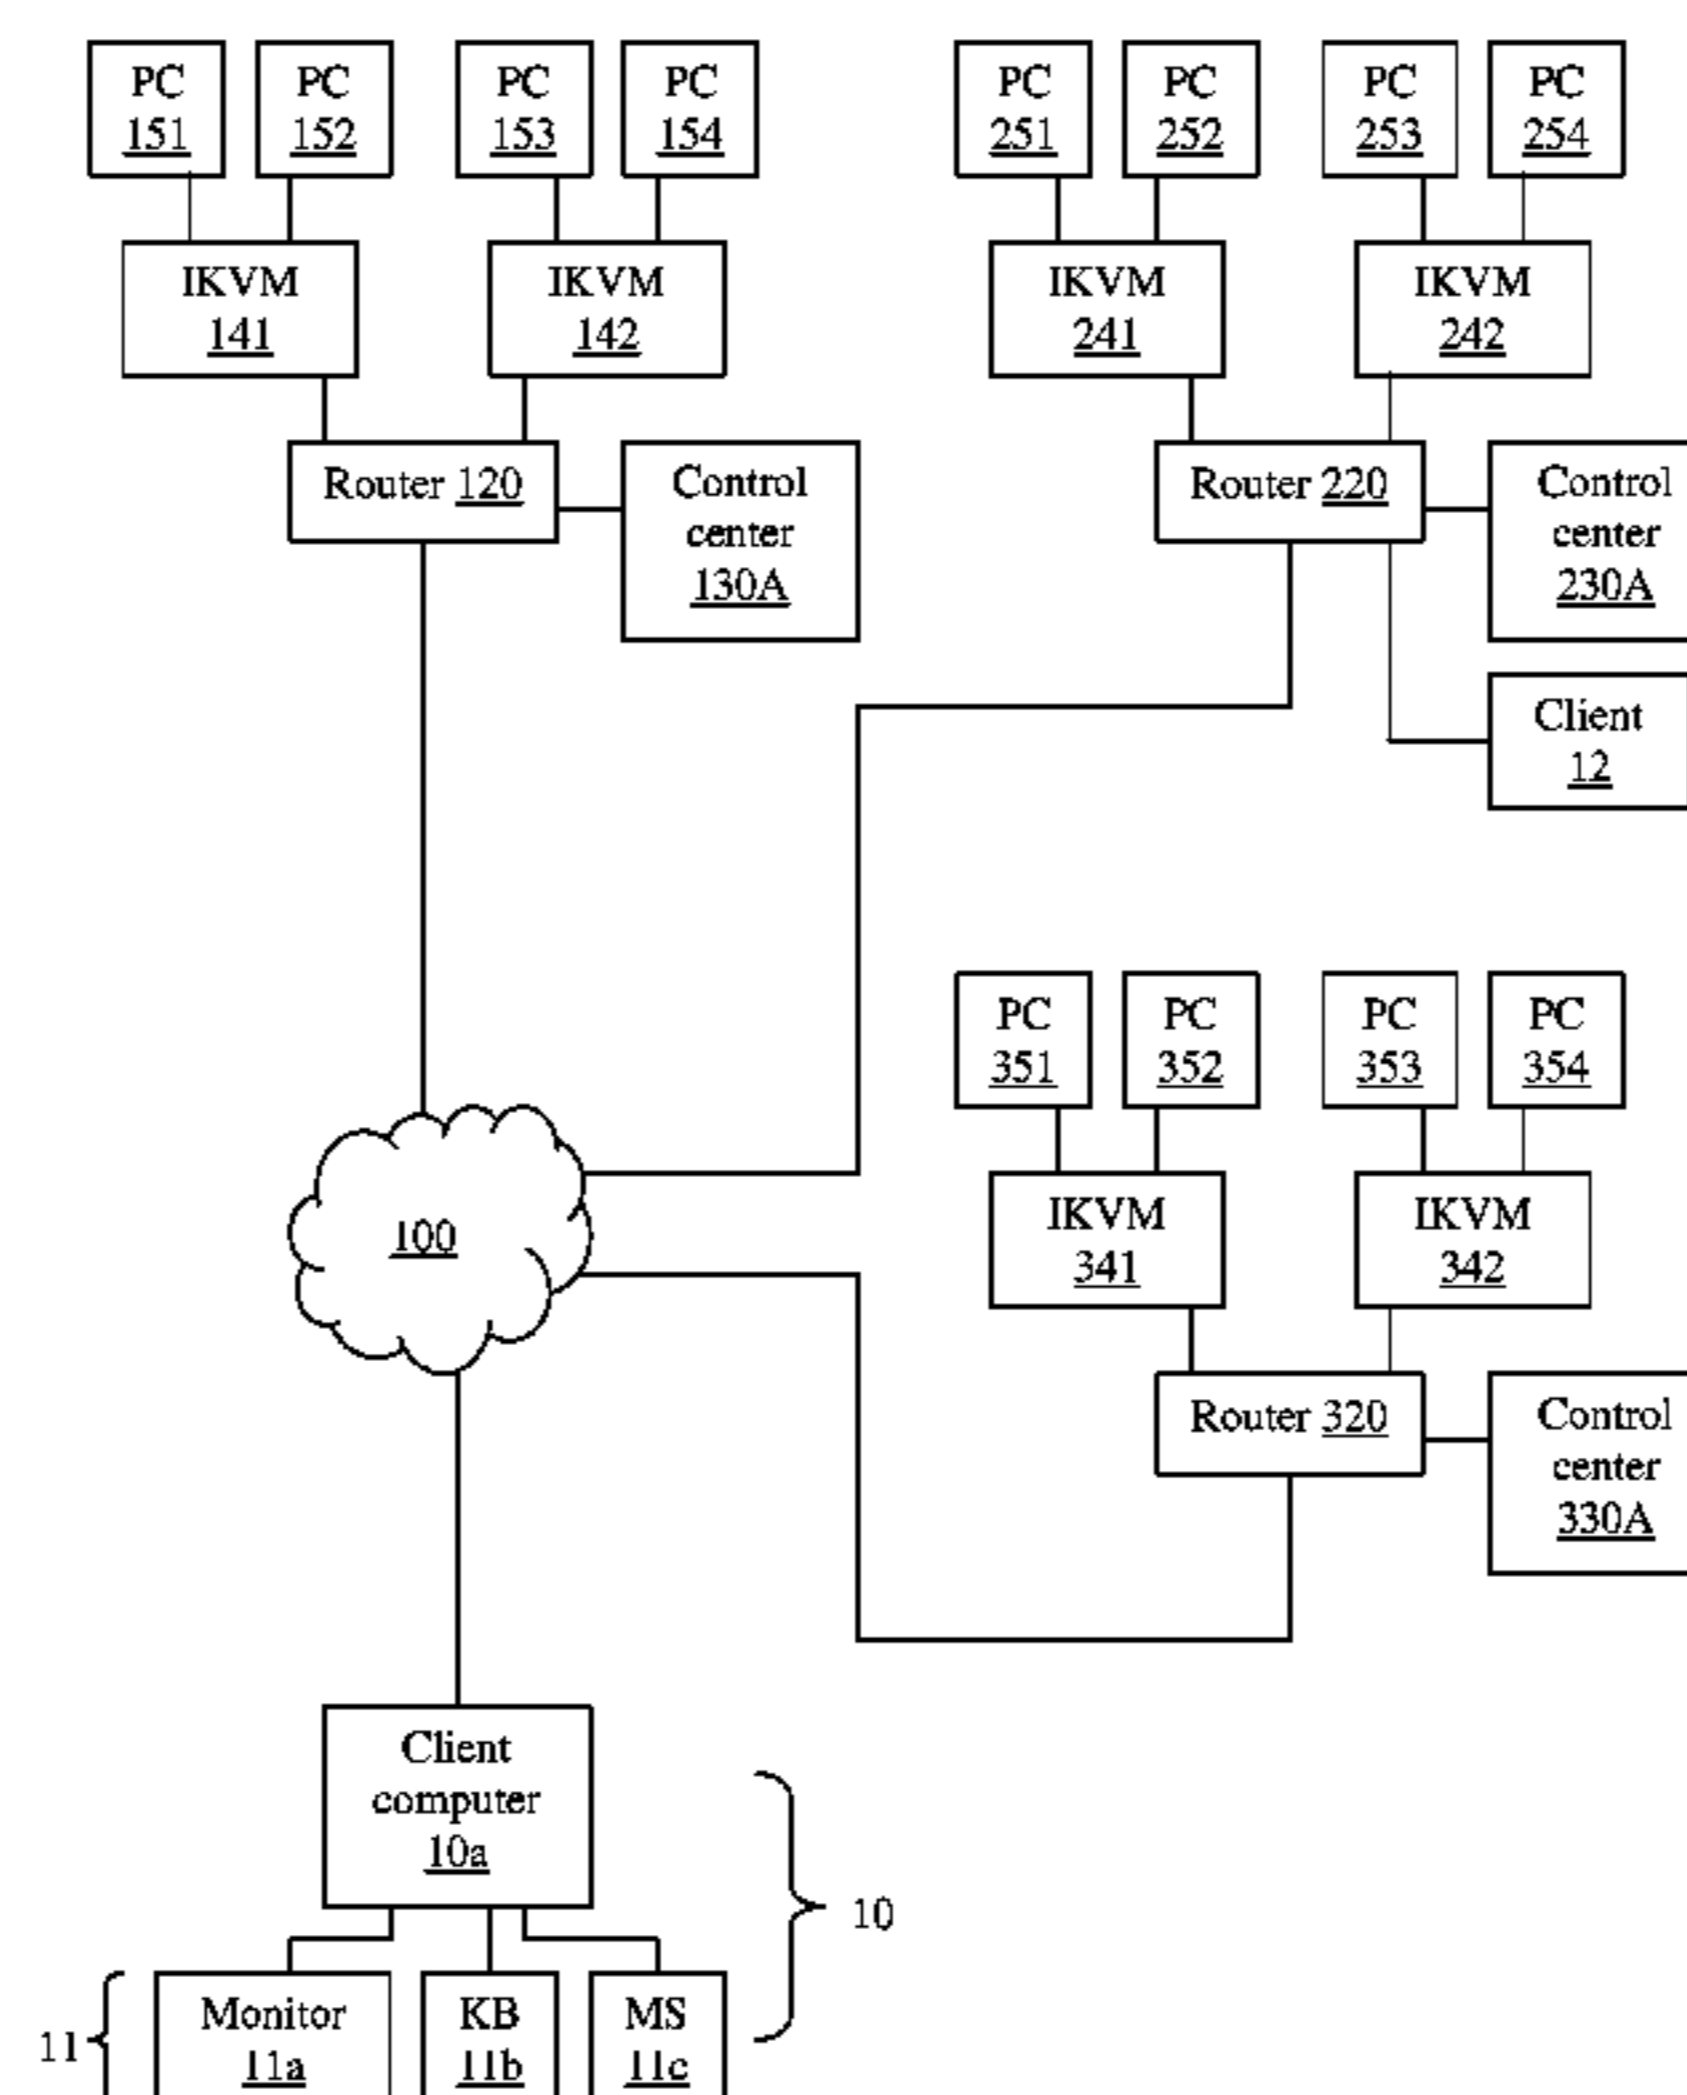 PC PC PC PC PC PC PC PC
151 152 153 154 251 252 253 254
IKVM IKVM IKVM IKVM
141 142 241 242
Router 120
Control
center
130A
Router 220
Control
center
230A
Client
12
PC PC PC PC
351 352 353 354
100
IKVM IKVM
341 342
Router 320
Control
center
330A
Client
computer
10a
10
Monitor KB MS
11
11a 11b 11c